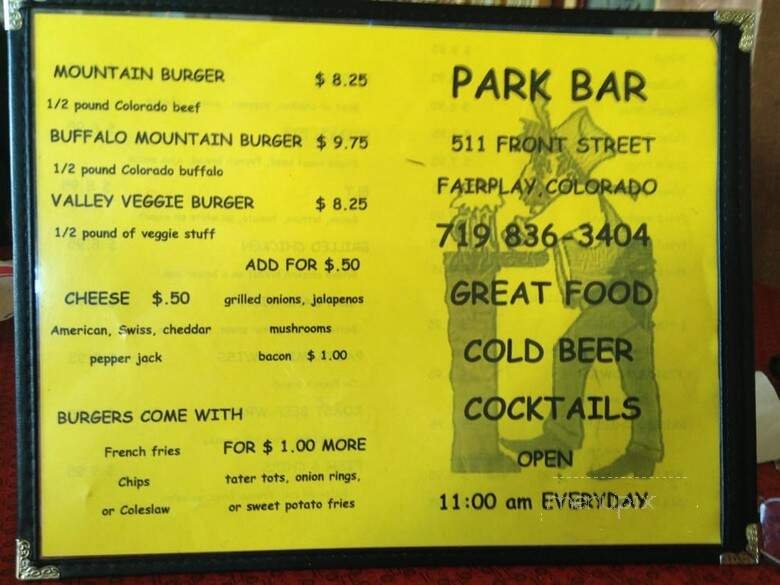 MOUNTAIN BURGER $ 8.25
1/2 pound Colorado beef
BUFFALO MOUNTAIN BURGER $ 9.75
1/2 pound Colorado buffalo
VALLEY VEGGIE BURGER $ 8.25
1/2 pound of veggie stuff
ADD FOR $.50
CHEESE $.50 grilled onions, jalapenos
American, Swiss, cheddar mushrooms
pepper jack bacon $ 1.00
BURGERS COME WITH
French fries FOR $ 1.00 MORE
Chips tater tots, onion rings,
or Coleslaw or sweet potato fries
PARK BAR
511 FRONT STREET
FAIRPLAY, COLORADO
719 836-3404
GREAT FOOD
COLD BEER
COCKTAILS
OPEN
11:00 am EVERYDAY